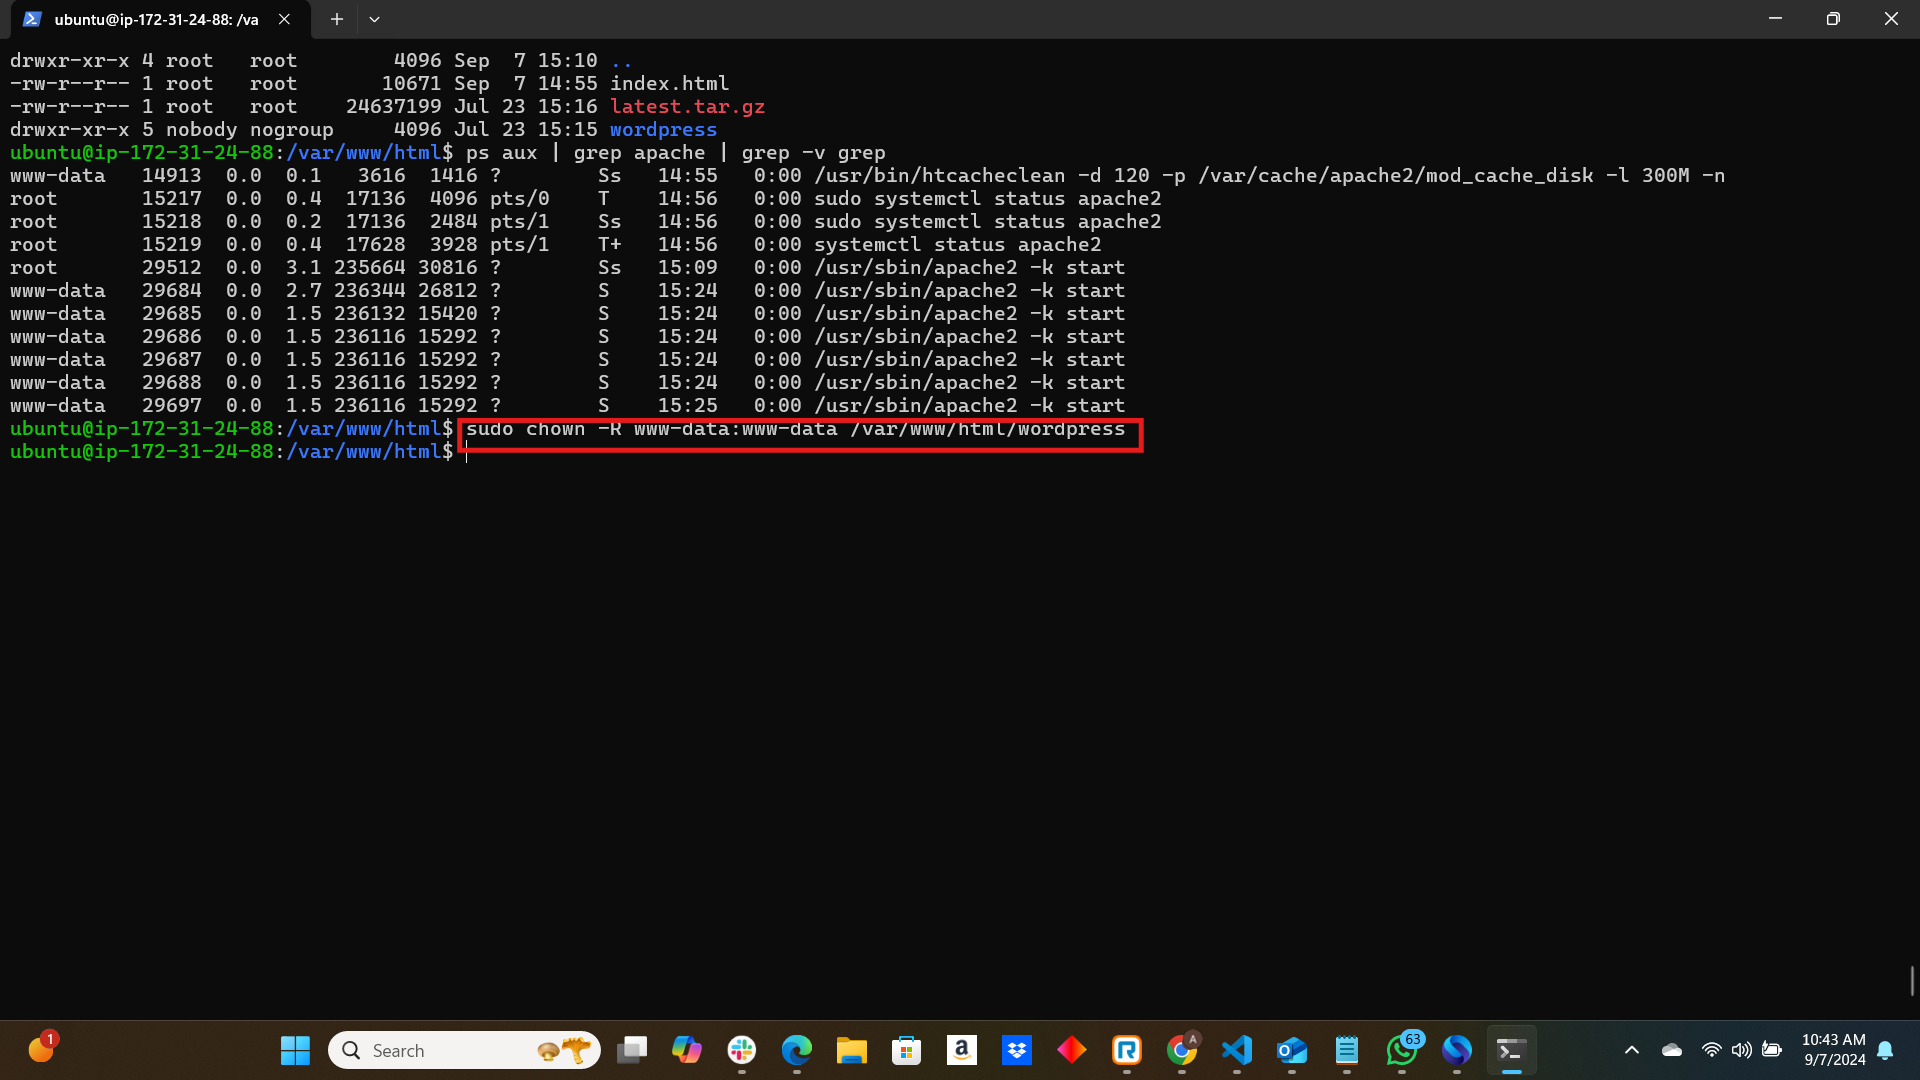 ubuntu@ip-172-31-24-88: /va
drwxr-xr-x 4 root   root        4096 Sep  7 15:10 ..
-rw-r--r-- 1 root   root       10671 Sep  7 14:55 index.html
-rw-r--r-- 1 root   root    24637199 Jul 23 15:16 latest.tar.gz
drwxr-xr-x 5 nobody nogroup     4096 Jul 23 15:15 wordpress
ubuntu@ip-172-31-24-88:/var/www/html$ ps aux | grep apache | grep -v grep
www-data   14913  0.0  0.1   3616  1416 ?        Ss   14:55   0:00 /usr/bin/htcacheclean -d 120 -p /var/cache/apache2/mod_cache_disk -l 300M -n
root       15217  0.0  0.4  17136  4096 pts/0    T    14:56   0:00 sudo systemctl status apache2
root       15218  0.0  0.2  17136  2484 pts/1    Ss   14:56   0:00 sudo systemctl status apache2
root       15219  0.0  0.4  17628  3928 pts/1    T+   14:56   0:00 systemctl status apache2
root       29512  0.0  3.1 235664 30816 ?        Ss   15:09   0:00 /usr/sbin/apache2 -k start
www-data   29684  0.0  2.7 236344 26812 ?        S    15:24   0:00 /usr/sbin/apache2 -k start
www-data   29685  0.0  1.5 236132 15420 ?        S    15:24   0:00 /usr/sbin/apache2 -k start
www-data   29686  0.0  1.5 236116 15292 ?        S    15:24   0:00 /usr/sbin/apache2 -k start
www-data   29687  0.0  1.5 236116 15292 ?        S    15:24   0:00 /usr/sbin/apache2 -k start
www-data   29688  0.0  1.5 236116 15292 ?        S    15:24   0:00 /usr/sbin/apache2 -k start
www-data   29697  0.0  1.5 236116 15292 ?        S    15:25   0:00 /usr/sbin/apache2 -k start
ubuntu@ip-172-31-24-88:/var/www/html$ sudo chown -R www-data:www-data /var/www/html/wordpress
ubuntu@ip-172-31-24-88:/var/www/html$
1
Search
a
A
63
10:43 AM
9/7/2024